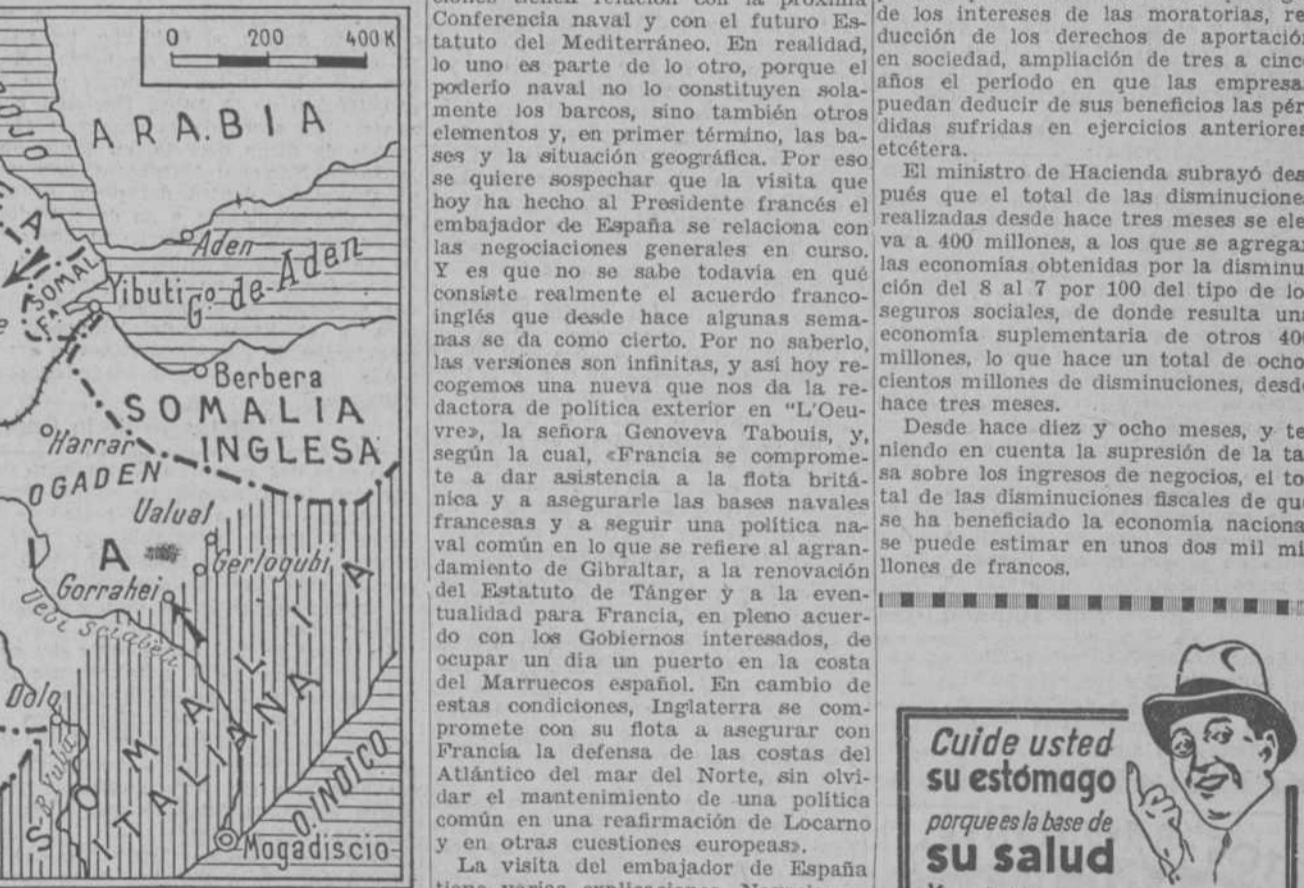 0 200 400 K
ROJO
ARABIA
Aden
Gº. de Aden
SOMAL
FA.
Yibuti
Berbera
SOMALIA
INGLESA
Harrar
OGADEN
Ualual
I A
Gerlogubi
Gorrahei
Uebi Sciabeli
Dolo
SOMALIA
ITALIANA
O. INDICO
Mogadiscio
Conferencia naval y con el futuro Es-
tatuto del Mediterráneo. En realidad,
lo uno es parte de lo otro, porque el
poderío naval no lo constituyen sola-
mente los barcos, sino también otros
elementos y, en primer término, las ba-
ses y la situación geográfica. Por eso
se quiere sospechar que la visita que
hoy ha hecho al Presidente francés el
embajador de España se relaciona con
las negociaciones generales en curso.
Y es que no se sabe todavía en qué
consiste realmente el acuerdo franco-
inglés que desde hace algunas sema-
nas se da como cierto. Por no saberlo,
las versiones son infinitas, y así hoy re-
cogemos una nueva que nos da la re-
dactora de política exterior en "L'Oeu-
vre», la señora Genoveva Tabouis, y,
según la cual, «Francia se comprome-
te a dar asistencia a la flota britá-
nica y a asegurarle las bases navales
francesas y a seguir una política na-
val común en lo que se refiere al agran-
damiento de Gibraltar, a la renovación
del Estatuto de Tánger y a la even-
tualidad para Francia, en pleno acuer-
do con los Gobiernos interesados, de
ocupar un día un puerto en la costa
del Marruecos español. En cambio de
estas condiciones, Inglaterra se com-
promete con su flota a asegurar con
Francia la defensa de las costas del
Atlántico del mar del Norte, sin olvi-
dar el mantenimiento de una política
común en una reafirmación de Locarno
y en otras cuestiones europeas».
La visita del embajador de España
de los intereses de las moratorias, re
ducción de los derechos de aportación
en sociedad, ampliación de tres a cinco
años el período en que las empresa
puedan deducir de sus beneficios las pér
didas sufridas en ejercicios anteriores
etcétera.
El ministro de Hacienda subrayó des
pués que el total de las disminuciones
realizadas desde hace tres meses se ele
va a 400 millones, a los que se agregan
las economías obtenidas por la disminu
ción del 8 al 7 por 100 del tipo de lo
seguros sociales, de donde resulta una
economía suplementaria de otros 400
millones, lo que hace un total de ocho
cientos millones de disminuciones, desde
hace tres meses.
Desde hace diez y ocho meses, y te
niendo en cuenta la supresión de la ta
sa sobre los ingresos de negocios, el to
tal de las disminuciones fiscales de que
se ha beneficiado la economía naciona
se puede estimar en unos dos mil mi
llones de francos.
Cuide usted
su estómago
porque es la base de
su salud